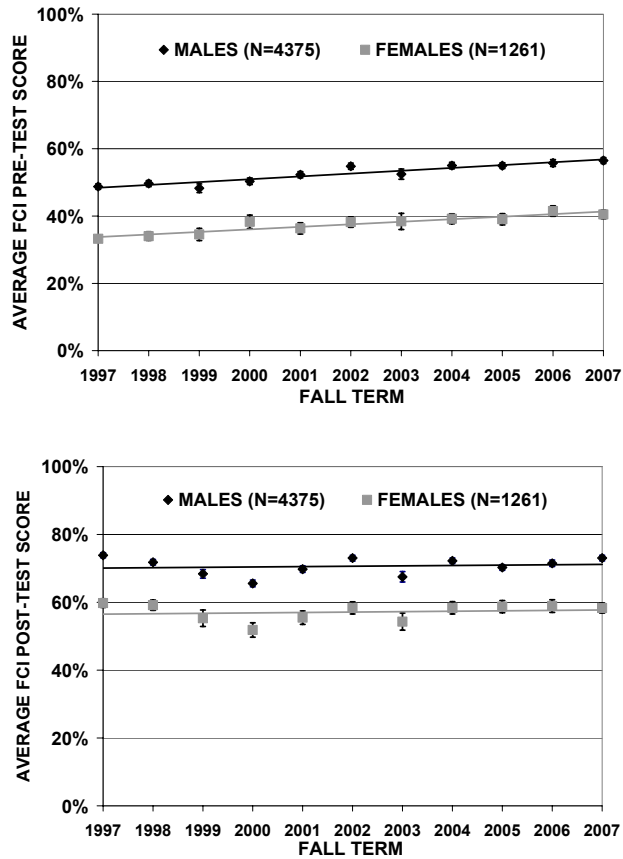 AVERAGE FCI PRE-TEST SCORE
100%
80%
60%
40%
20%
0%
MALES (N=4375) FEMALES (N=1261)
1997 1998 1999 2000 2001 2002 2003 2004 2005 2006 2007
FALL TERM
AVERAGE FCI POST-TEST SCORE
100%
80%
60%
40%
20%
0%
MALES (N=4375) FEMALES (N=1261)
1997 1998 1999 2000 2001 2002 2003 2004 2005 2006 2007
FALL TERM